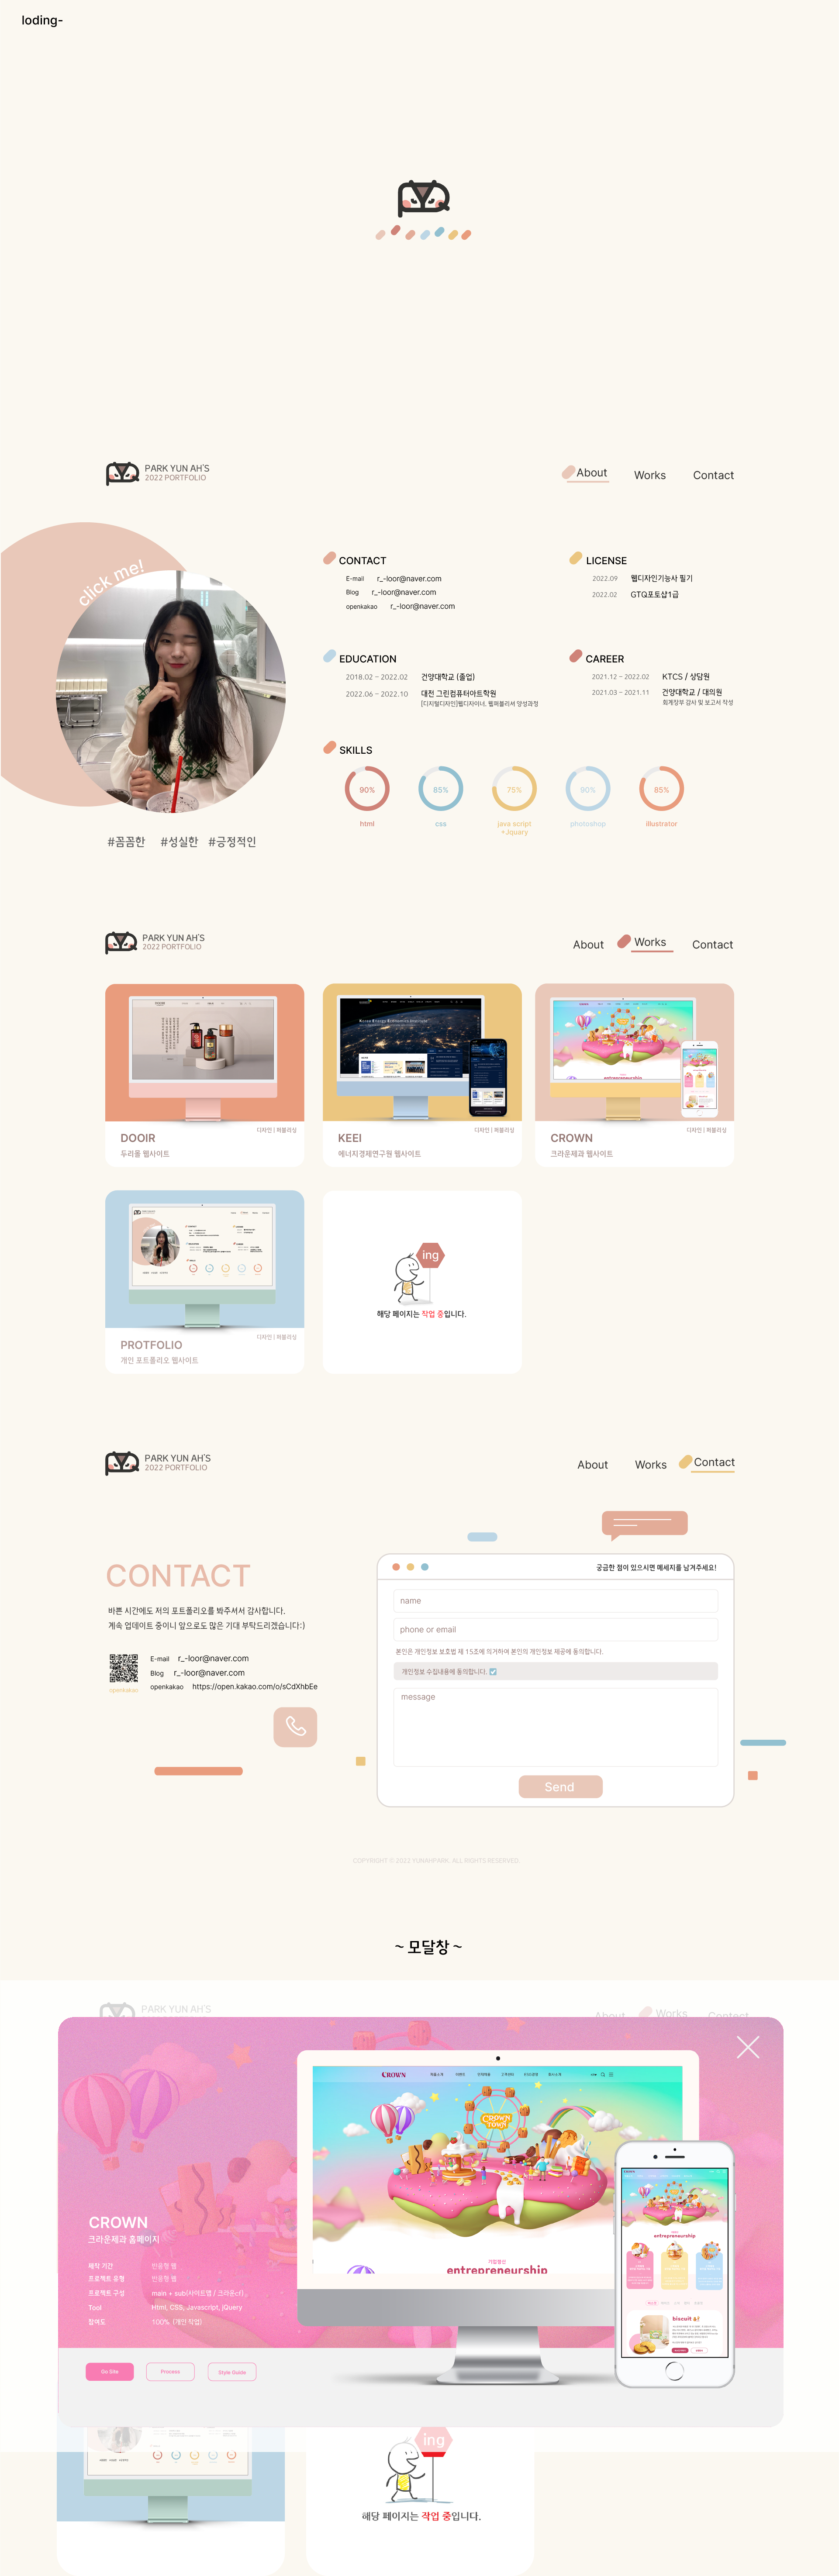 loding-
PARK YUN AH'S
2022 PORTFOLIO
About
Works
Contact
click me!
CONTACT
E-mail r_-loor@naver.com
Blog r_-loor@naver.com
openkakao r_-loor@naver.com
LICENSE
2022.09 웹디자인기능사 필기
2022.02 GTQ포토샵1급
EDUCATION
2018.02 - 2022.02 건양대학교 (졸업)
2022.06 - 2022.10 대전 그린컴퓨터아트학원
[디지털디자인]웹디자이너, 웹퍼블리셔 양성과정
CAREER
2021.12 - 2022.02 KTCS / 상담원
2021.03 - 2021.11 건양대학교 / 대의원
회계장부 감사 및 보고서 작성
SKILLS
90%
85%
75%
90%
85%
html
css
java script
+Jquary
photoshop
illustrator
#꼼꼼한 #성실한 #긍정적인
PARK YUN AH'S
2022 PORTFOLIO
About
Works
Contact
Korea Energy Economics Institute
entrepreneurship
디자인 | 퍼블리싱
DOOIR
두리울 웹사이트
디자인 | 퍼블리싱
KEEI
에너지경제연구원 웹사이트
디자인 | 퍼블리싱
CROWN
크라운제과 웹사이트
디자인 | 퍼블리싱
PROTFOLIO
개인 포트폴리오 웹사이트
ing
해당 페이지는 작업 중입니다.
PARK YUN AH'S
2022 PORTFOLIO
About
Works
Contact
CONTACT
바쁜 시간에도 저의 포트폴리오를 봐주셔서 감사합니다.
계속 업데이트 중이니 앞으로도 많은 기대 부탁드리겠습니다:)
openkakao
E-mail r_-loor@naver.com
Blog r_-loor@naver.com
openkakao https://open.kakao.com/o/sCdXhbEe
궁금한 점이 있으시면 메세지를 남겨주세요!
name
phone or email
본인은 개인정보 보호법 제 15조에 의거하여 본인의 개인정보 제공에 동의합니다.
개인정보 수집내용에 동의합니다.
message
Send
COPYRIGHT © 2022 YUNAHPARK. ALL RIGHTS RESERVED.
~ 모달창 ~
PARK YUN AH'S
About
Works
Contact
CROWN
CROWN TOWN
기업정신
entrepreneurship
entrepreneurship
biscuit
CROWN
크라운제과 홈페이지
제작 기간 반응형 웹
프로젝트 유형 반응형 웹
프로젝트 구성 main + sub(사이트맵 / 크라운cf)
Tool Html, CSS, Javascript, jQuery
참여도 100% (개인 작업)
Go Site
Process
Style Guide
ing
해당 페이지는 작업 중입니다.